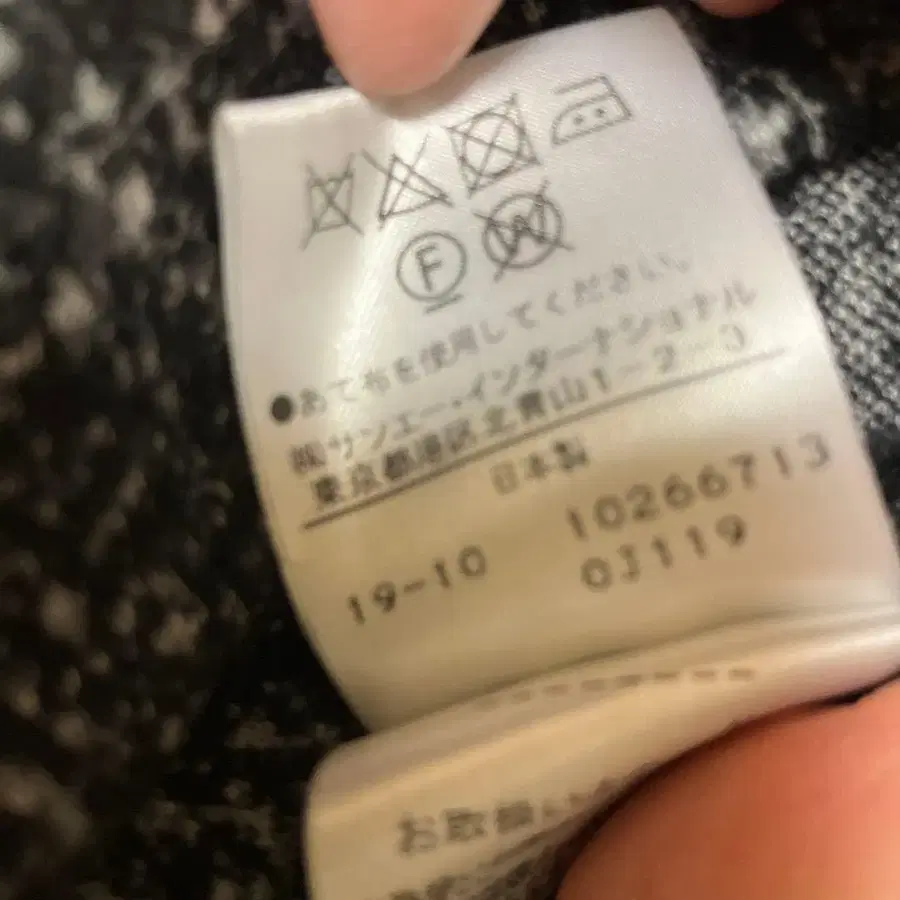 F W
●あて布を使用してください。
㈱サンエー・インターナショナル
東京都港区北青山1-2-3
日本製
10266713
19-10 0J119
お取扱い